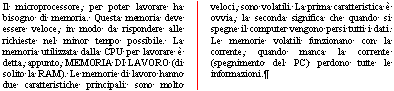 Il microprocessore, per poter lavorare ha
bisogno di memoria. Questa memoria deve
essere veloce, in modo da rispondere alle
richieste nel minor tempo possibile. La
memoria utilizzata dalla CPU per lavorare è
detta, appunto, MEMORIA DI LAVORO (di
solito la RAM). Le memorie di lavoro hanno
due caratteristiche principali: sono molto
veloci, sono volatili. La prima caratteristica è
ovvia, la seconda significa che quando si
spegne il computer vengono persi tutti i dati.
Le memorie volatili funzionano con la
corrente, quando manca la corrente
(spegnimento del PC) perdono tutte le
informazioni.¶